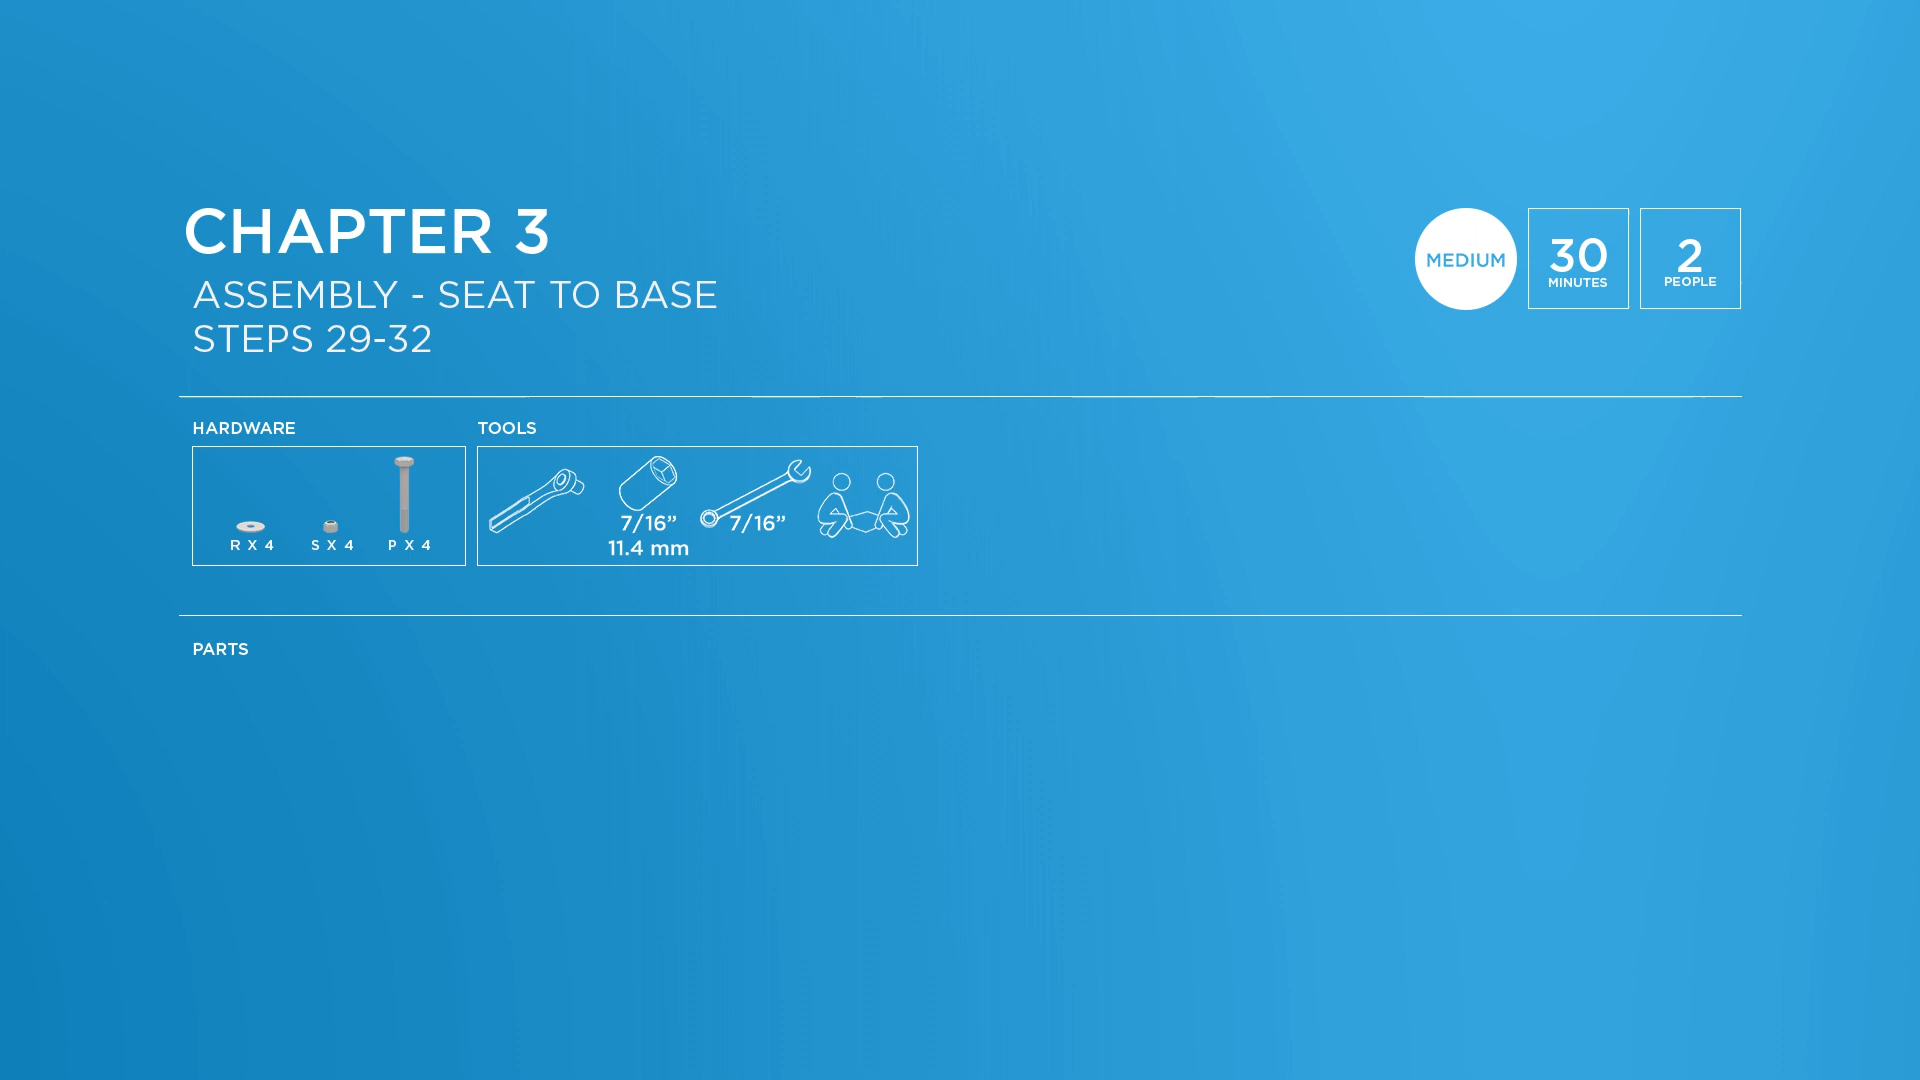 CHAPTER 3
ASSEMBLY - SEAT TO BASE
STEPS 29-32
MEDIUM
30
MINUTES
2
PEOPLE
HARDWARE
R X 4
S X 4
P X 4
TOOLS
7/16”
11.4 mm
7/16”
PARTS